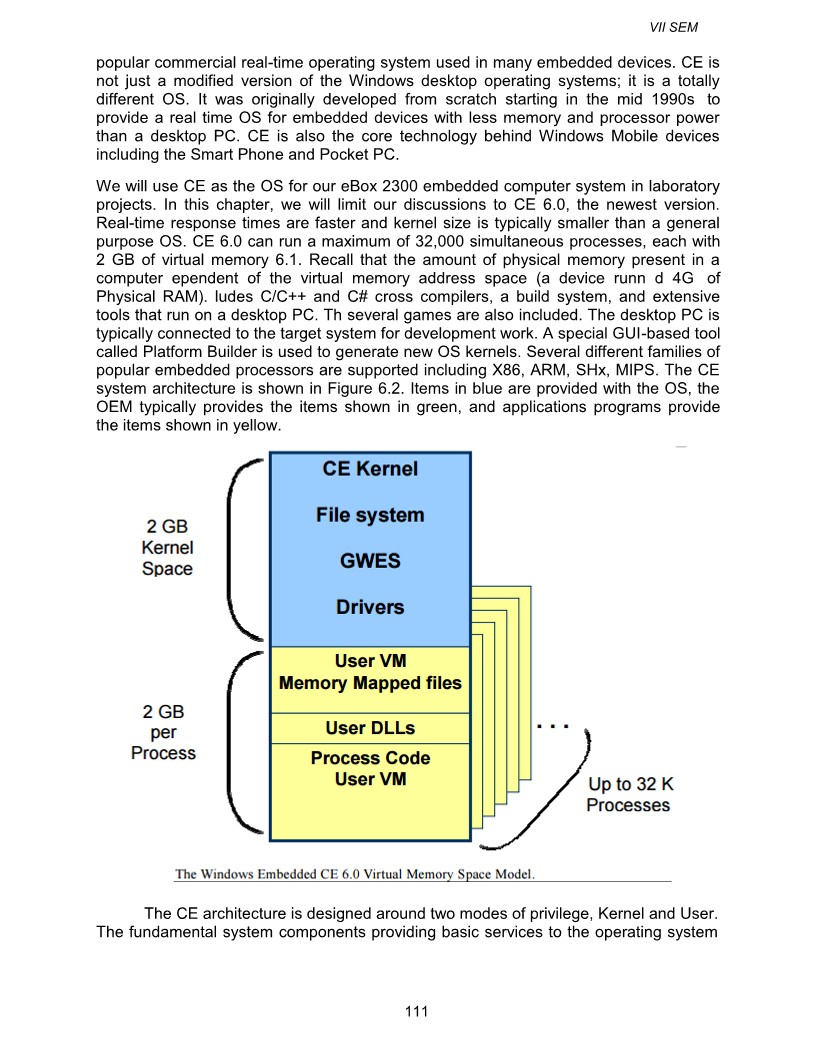 VII SEM
popular commercial real-time operating system used in many embedded devices. CE is
not just a modified version of the Windows desktop operating systems; it is a totally
different OS. It was originally developed from scratch starting in the mid 1990s to
provide a real time OS for embedded devices with less memory and processor power
than a desktop PC. CE is also the core technology behind Windows Mobile devices
including the Smart Phone and Pocket PC.
We will use CE as the OS for our eBox 2300 embedded computer system in laboratory
projects. In this chapter, we will limit our discussions to CE 6.0, the newest version.
Real-time response times are faster and kernel size is typically smaller than a general
purpose OS. CE 6.0 can run a maximum of 32,000 simultaneous processes, each with
2 GB of virtual memory 6.1. Recall that the amount of physical memory present in a
computer ependent of the virtual memory address space (a device runn d 4G of
Physical RAM). ludes C/C++ and C# cross compilers, a build system, and extensive
tools that run on a desktop PC. Th several games are also included. The desktop PC is
typically connected to the target system for development work. A special GUI-based tool
called Platform Builder is used to generate new OS kernels. Several different families of
popular embedded processors are supported including X86, ARM, SHx, MIPS. The CE
system architecture is shown in Figure 6.2. Items in blue are provided with the OS, the
OEM typically provides the items shown in green, and applications programs provide
the items shown in yellow.
CE Kernel
File system
GWES
Drivers
2 GB
Kernel
Space
User VM
Memory Mapped files
User DLLs
Process Code
User VM
2 GB
per
Process
. . .
Up to 32 K
Processes
The Windows Embedded CE 6.0 Virtual Memory Space Model.
The CE architecture is designed around two modes of privilege, Kernel and User.
The fundamental system components providing basic services to the operating system
111